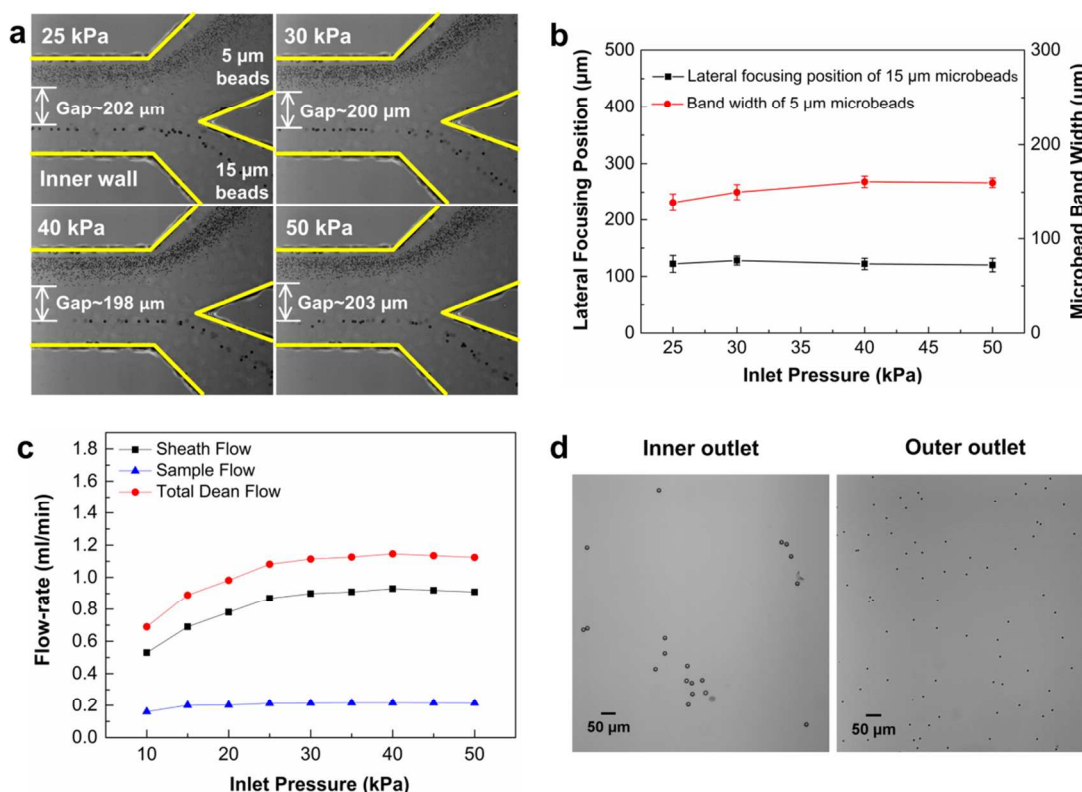 a
25 kPa
5 µm
beads
Gap~202 µm
Inner wall
15 µm
beads
30 kPa
Gap~200 µm
40 kPa
Gap~198 µm
50 kPa
Gap~203 µm
b
Lateral Focusing Position (µm)
500
400
300
200
100
0
Lateral focusing position of 15 µm microbeads
Band width of 5 µm microbeads
300
200
100
0
Microbead Band Width (µm)
25 30 35 40 45 50
Inlet Pressure (kPa)
c
Flow-rate (ml/min)
1.8
1.6
1.4
1.2
1.0
0.8
0.6
0.4
0.2
0.0
Sheath Flow
Sample Flow
Total Dean Flow
10 20 30 40 50
Inlet Pressure (kPa)
d
Inner outlet
Outer outlet
50 µm
50 µm